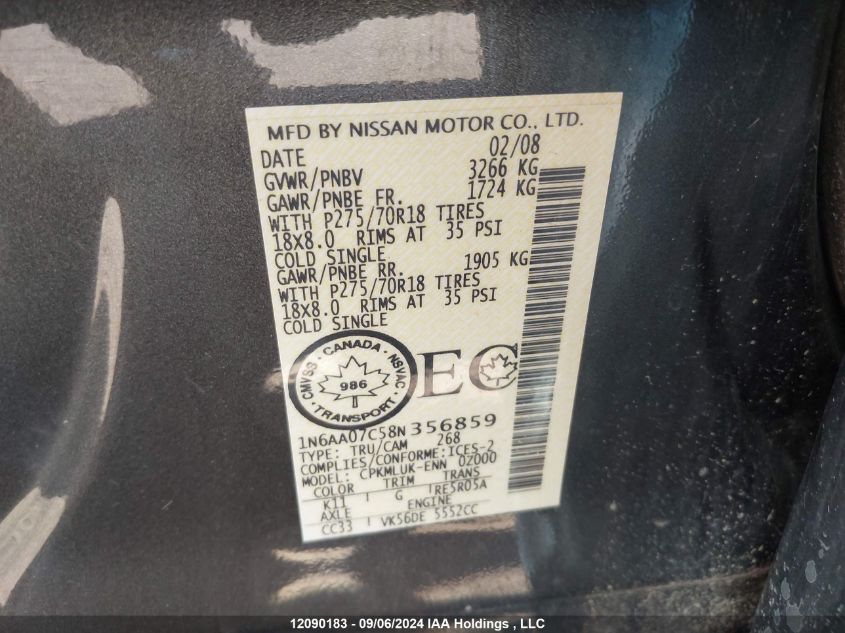 MFD BY NISSAN MOTOR CO., LTD.
DATE 02/08
GVWR/PNBV 3266 KG
GAWR/PNBE FR. 1724 KG
WITH P275/70R18 TIRES
18X8.0 RIMS AT 35 PSI
COLD SINGLE
GAWR/PNBE RR. 1905 KG
WITH P275/70R18 TIRES
18X8.0 RIMS AT 35 PSI
COLD SINGLE
CMVSS · CANADA · NSVAC · TRANSPORT ·
986
EC
1N6AA07C58N356859
TYPE: TRU/CAM 268
COMPLIES/CONFORME:ICES-2
MODEL: CPKMLUK-ENN 0Z000
COLOR TRIM TRANS
K11 G RE5R05A
AXLE ENGINE
CC33 VK56DE 5552CC
12090183 - 09/06/2024 IAA Holdings , LLC